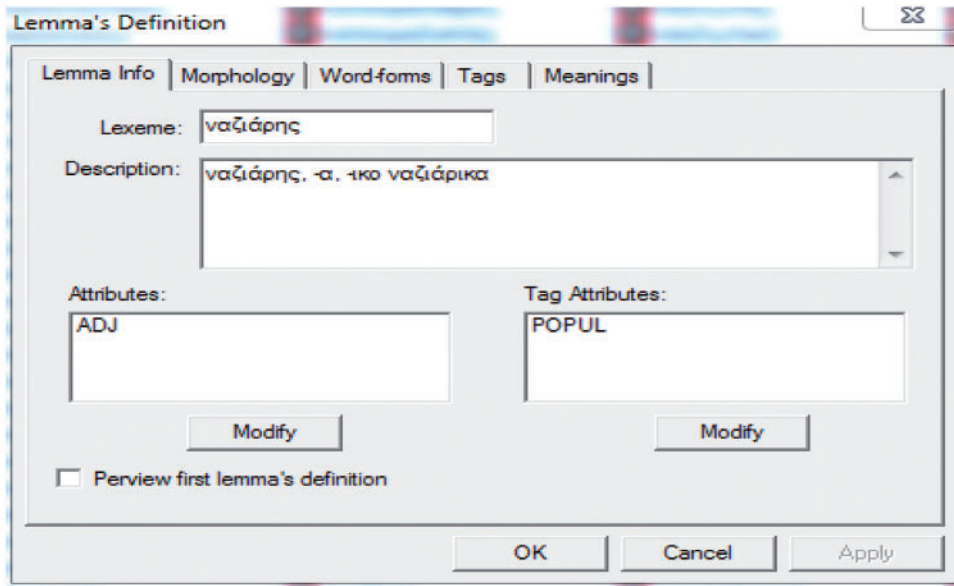 Lemma's Definition
Lemma Info Morphology Word-forms Tags Meanings
Lexeme: ναζιάρης
Description: ναζιάρης, -α, -ικο ναζιάρικα
Attributes: Tag Attributes:
ADJ POPUL
Modify Modify
Perview first lemma's definition
OK Cancel Apply